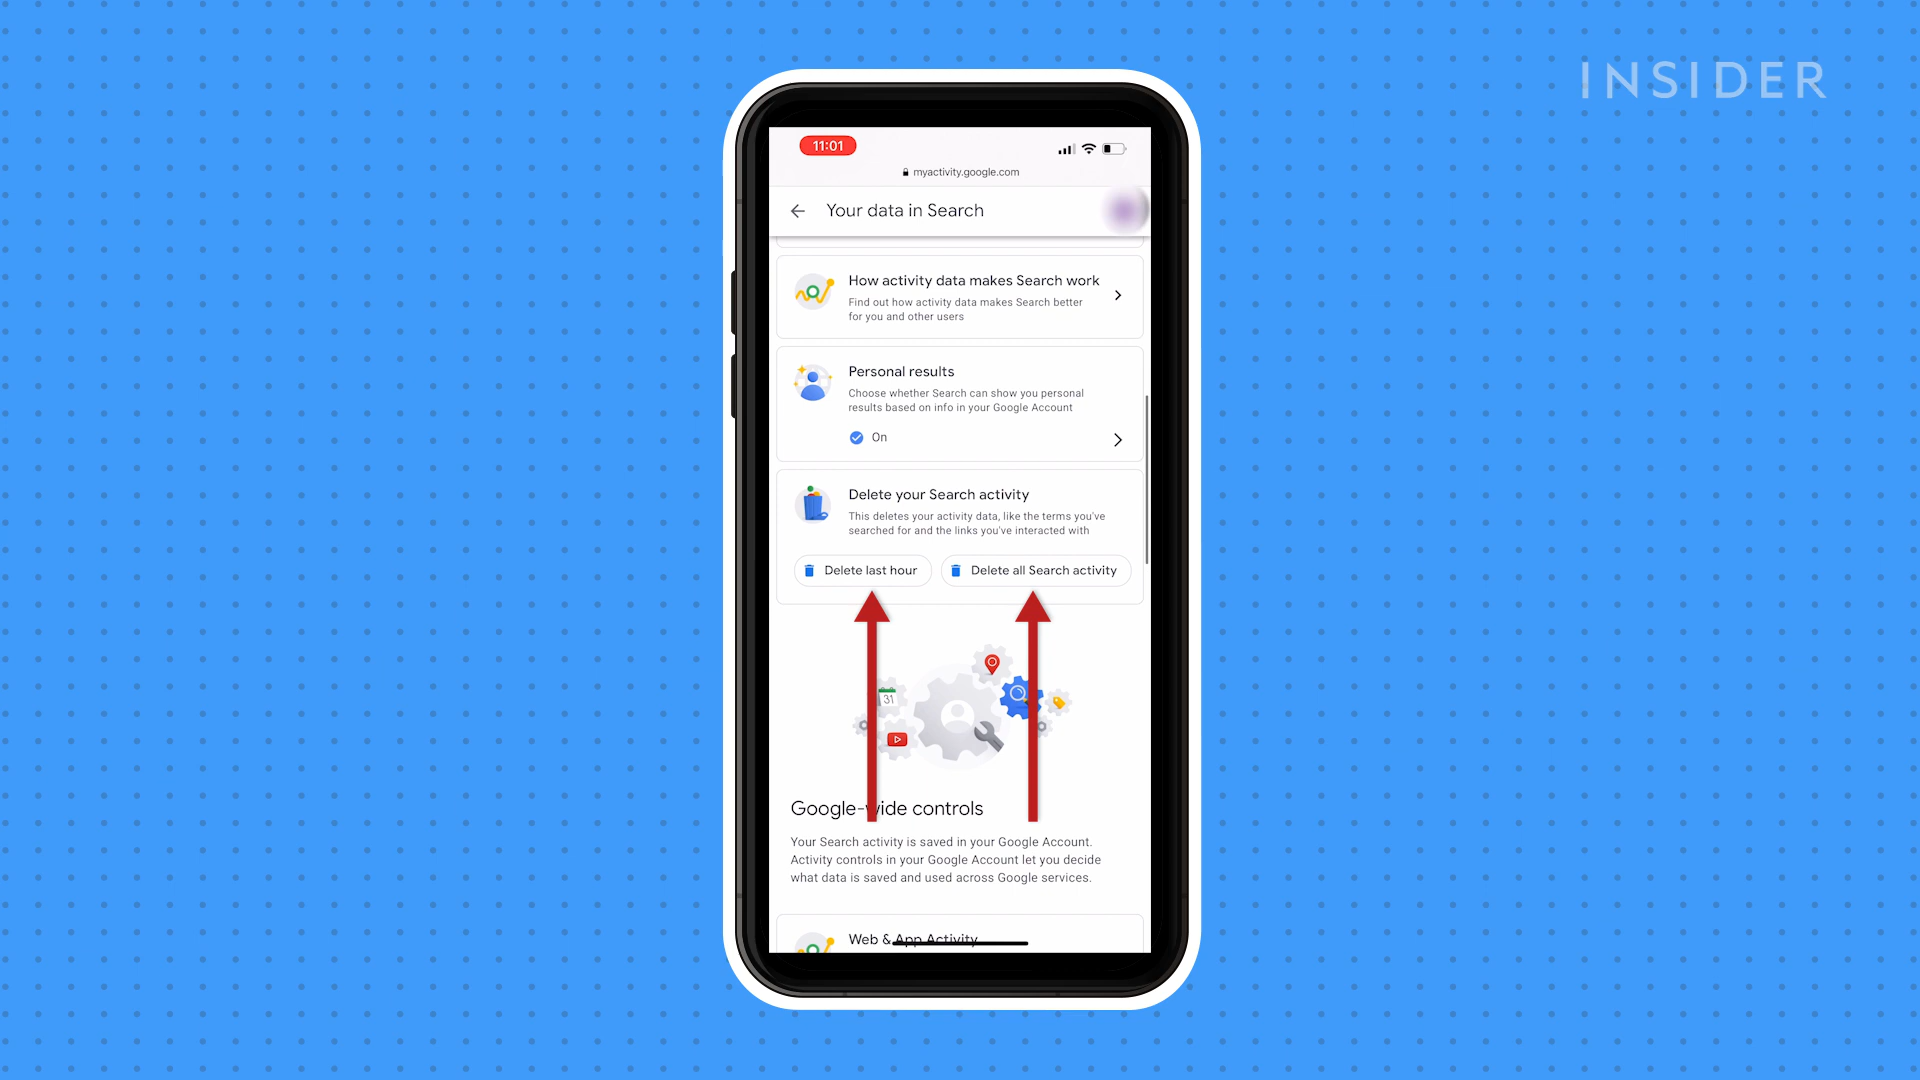 INSIDER
11:01
myactivity.google.com
Your data in Search
How activity data makes Search work
Find out how activity data makes Search better
for you and other users
Personal results
Choose whether Search can show you personal
results based on info in your Google Account
On
Delete your Search activity
This deletes your activity data, like the terms you've
searched for and the links you've interacted with
Delete last hour
Delete all Search activity
31
Google-wide controls
Your Search activity is saved in your Google Account.
Activity controls in your Google Account let you decide
what data is saved and used across Google services.
Web & App Activity